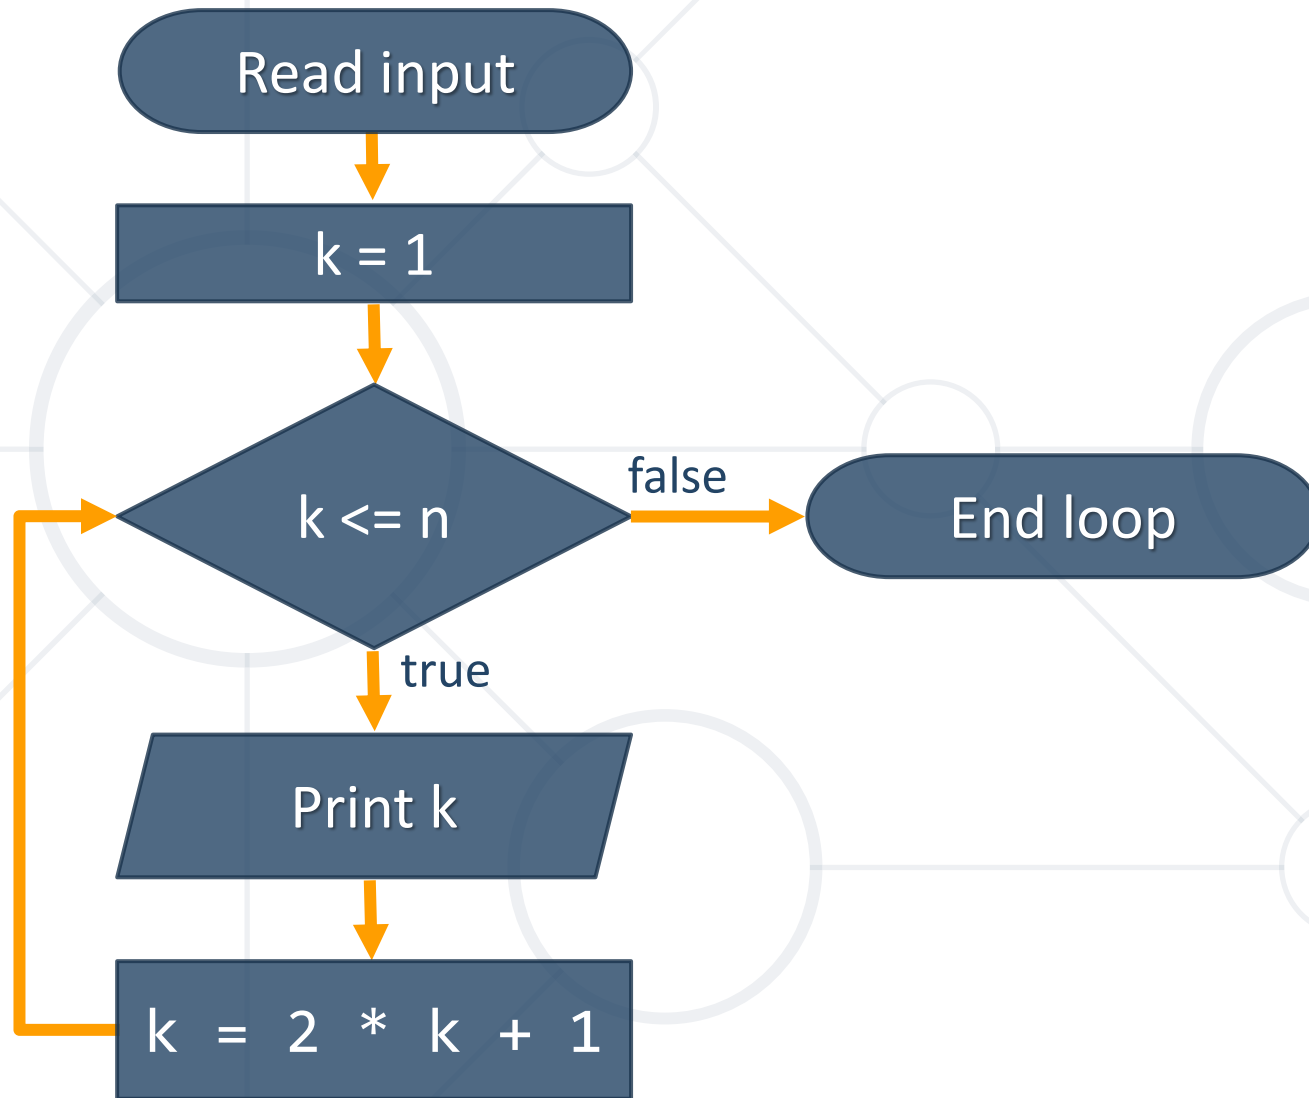 Read input
k = 1
k <= n
false
End loop
true
Print k
k = 2 * k + 1